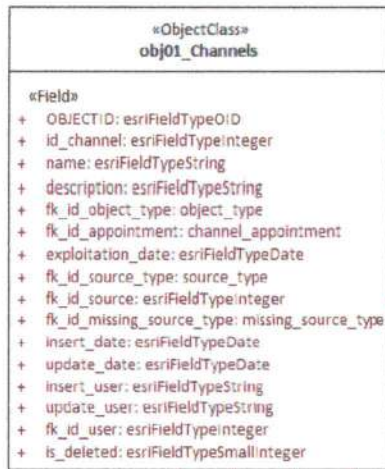 «ObjectClass»
obj01_Channels
«Field»
+ OBJECTID: esriFieldTypeOID
+ id_channel: esriFieldTypeInteger
+ name: esriFieldTypeString
+ description: esriFieldTypeString
+ fk_id_object_type: object_type
+ fk_id_appointment: channel_appointment
+ exploitation_date: esriFieldTypeDate
+ fk_id_source_type: source_type
+ fk_id_source: esriFieldTypeInteger
+ fk_id_missing_source_type: missing_source_type
+ insert_date: esriFieldTypeDate
+ update_date: esriFieldTypeDate
+ insert_user: esriFieldTypeString
+ update_user: esriFieldTypeString
+ fk_id_user: esriFieldTypeInteger
+ is_deleted: esriFieldTypeSmallInteger